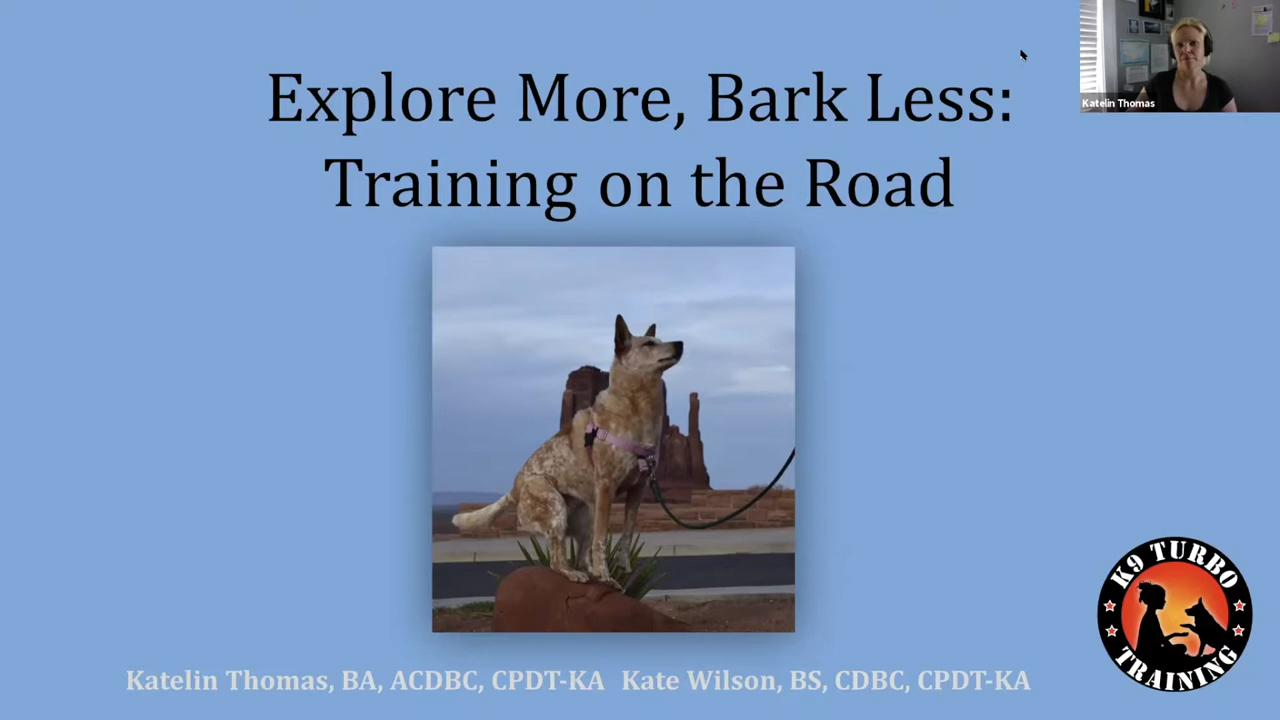 Explore More, Bark Less:
Training on the Road
Katelin Thomas
K9 TURBO
TRAINING
Katelin Thomas, BA, ACDBC, CPDT-KA Kate Wilson, BS, CDBC, CPDT-KA